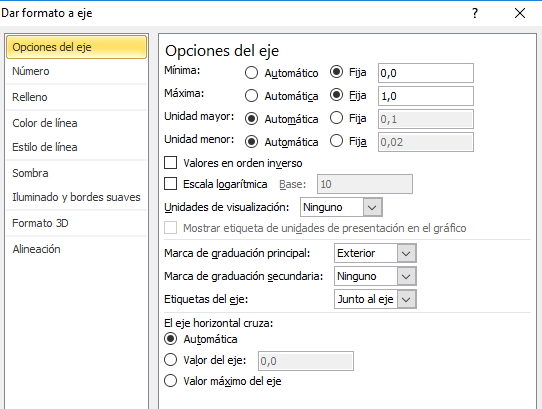 Dar formato a eje
Opciones del eje
Número
Relleno
Color de línea
Estilo de línea
Sombra
Iluminado y bordes suaves
Formato 3D
Alineación
Opciones del eje
Mínima: Automático Fija 0,0
Máxima: Automática Fija 1,0
Unidad mayor: Automática Fija 0,1
Unidad menor: Automática Fija 0,02
Valores en orden inverso
Escala logarítmica Base: 10
Unidades de visualización: Ninguno
Mostrar etiqueta de unidades de presentación en el gráfico
Marca de graduación principal: Exterior
Marca de graduación secundaria: Ninguno
Etiquetas del eje: Junto al eje
El eje horizontal cruza:
Automática
Valor del eje: 0,0
Valor máximo del eje